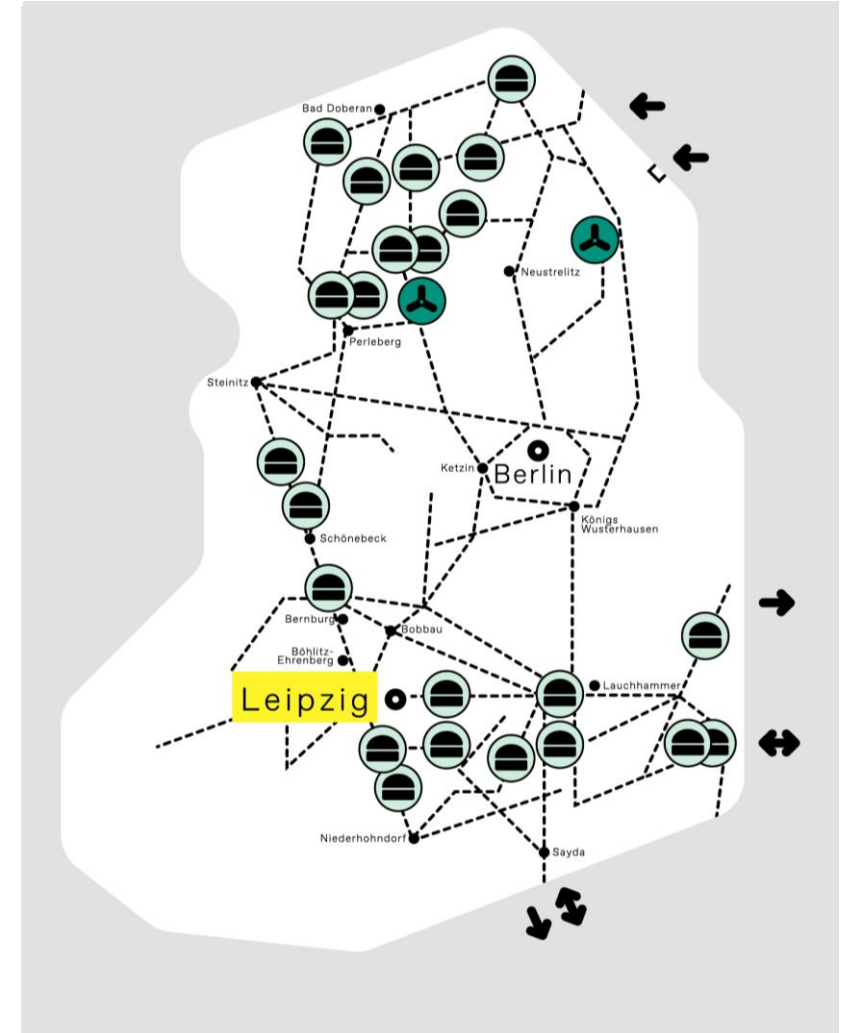 Bad Doberan
Neustrelitz
Perleberg
Steinitz
Ketzin
Berlin
Königs
Wusterhausen
Schönebeck
Bernburg
Bobbau
Böhlitz-
Ehrenberg
Lauchhammer
Leipzig
Niederhohndorf
Sayda